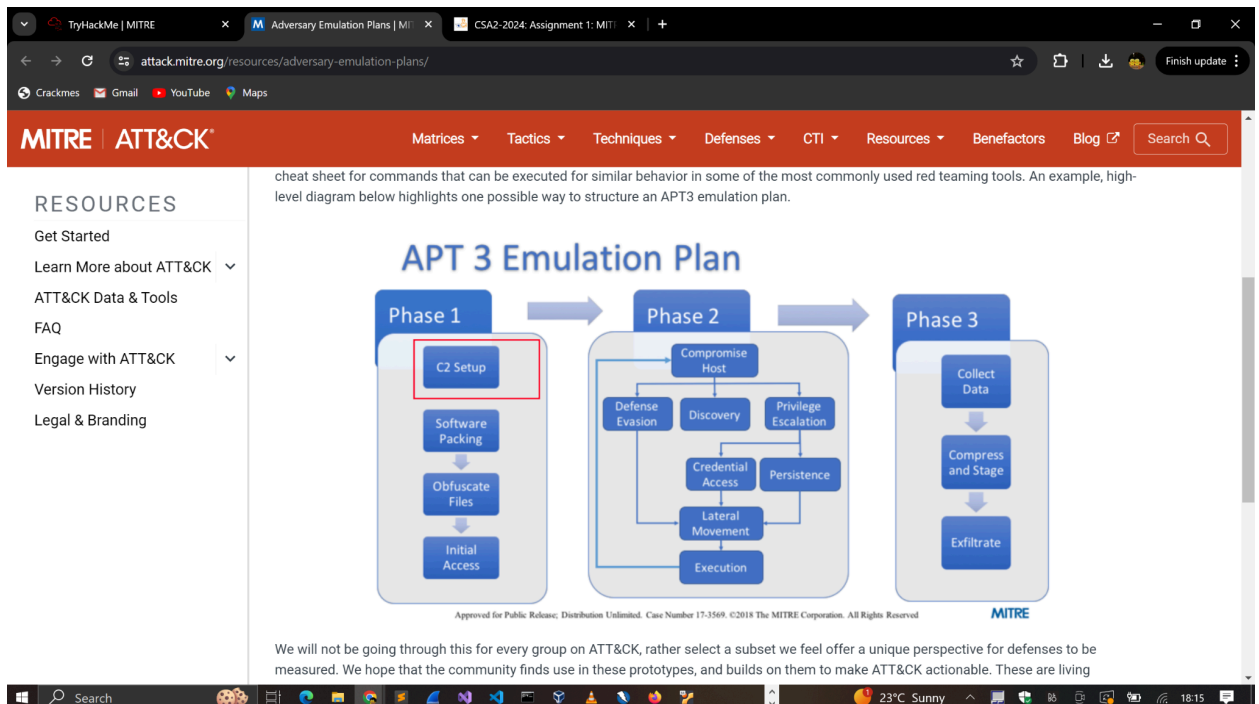 TryHackMe | MITRE
Adversary Emulation Plans | MIT
CSA2-2024: Assignment 1: MIT
attack.mitre.org/resources/adversary-emulation-plans/
Finish update
Crackmes
Gmail
YouTube
Maps
MITRE | ATT&CK®
Matrices
Tactics
Techniques
Defenses
CTI
Resources
Benefactors
Blog
Search
RESOURCES
Get Started
Learn More about ATT&CK
ATT&CK Data & Tools
FAQ
Engage with ATT&CK
Version History
Legal & Branding
cheat sheet for commands that can be executed for similar behavior in some of the most commonly used red teaming tools. An example, high-
level diagram below highlights one possible way to structure an APT3 emulation plan.
APT 3 Emulation Plan
Phase 1
C2 Setup
Software
Packing
Obfuscate
Files
Initial
Access
Phase 2
Compromise
Host
Defense
Evasion
Discovery
Privilege
Escalation
Credential
Access
Persistence
Lateral
Movement
Execution
Phase 3
Collect
Data
Compress
and Stage
Exfiltrate
Approved for Public Release; Distribution Unlimited. Case Number 17-3569. ©2018 The MITRE Corporation. All Rights Reserved
MITRE
We will not be going through this for every group on ATT&CK, rather select a subset we feel offer a unique perspective for defenses to be
measured. We hope that the community finds use in these prototypes, and builds on them to make ATT&CK actionable. These are living
Search
23°C Sunny
18:15